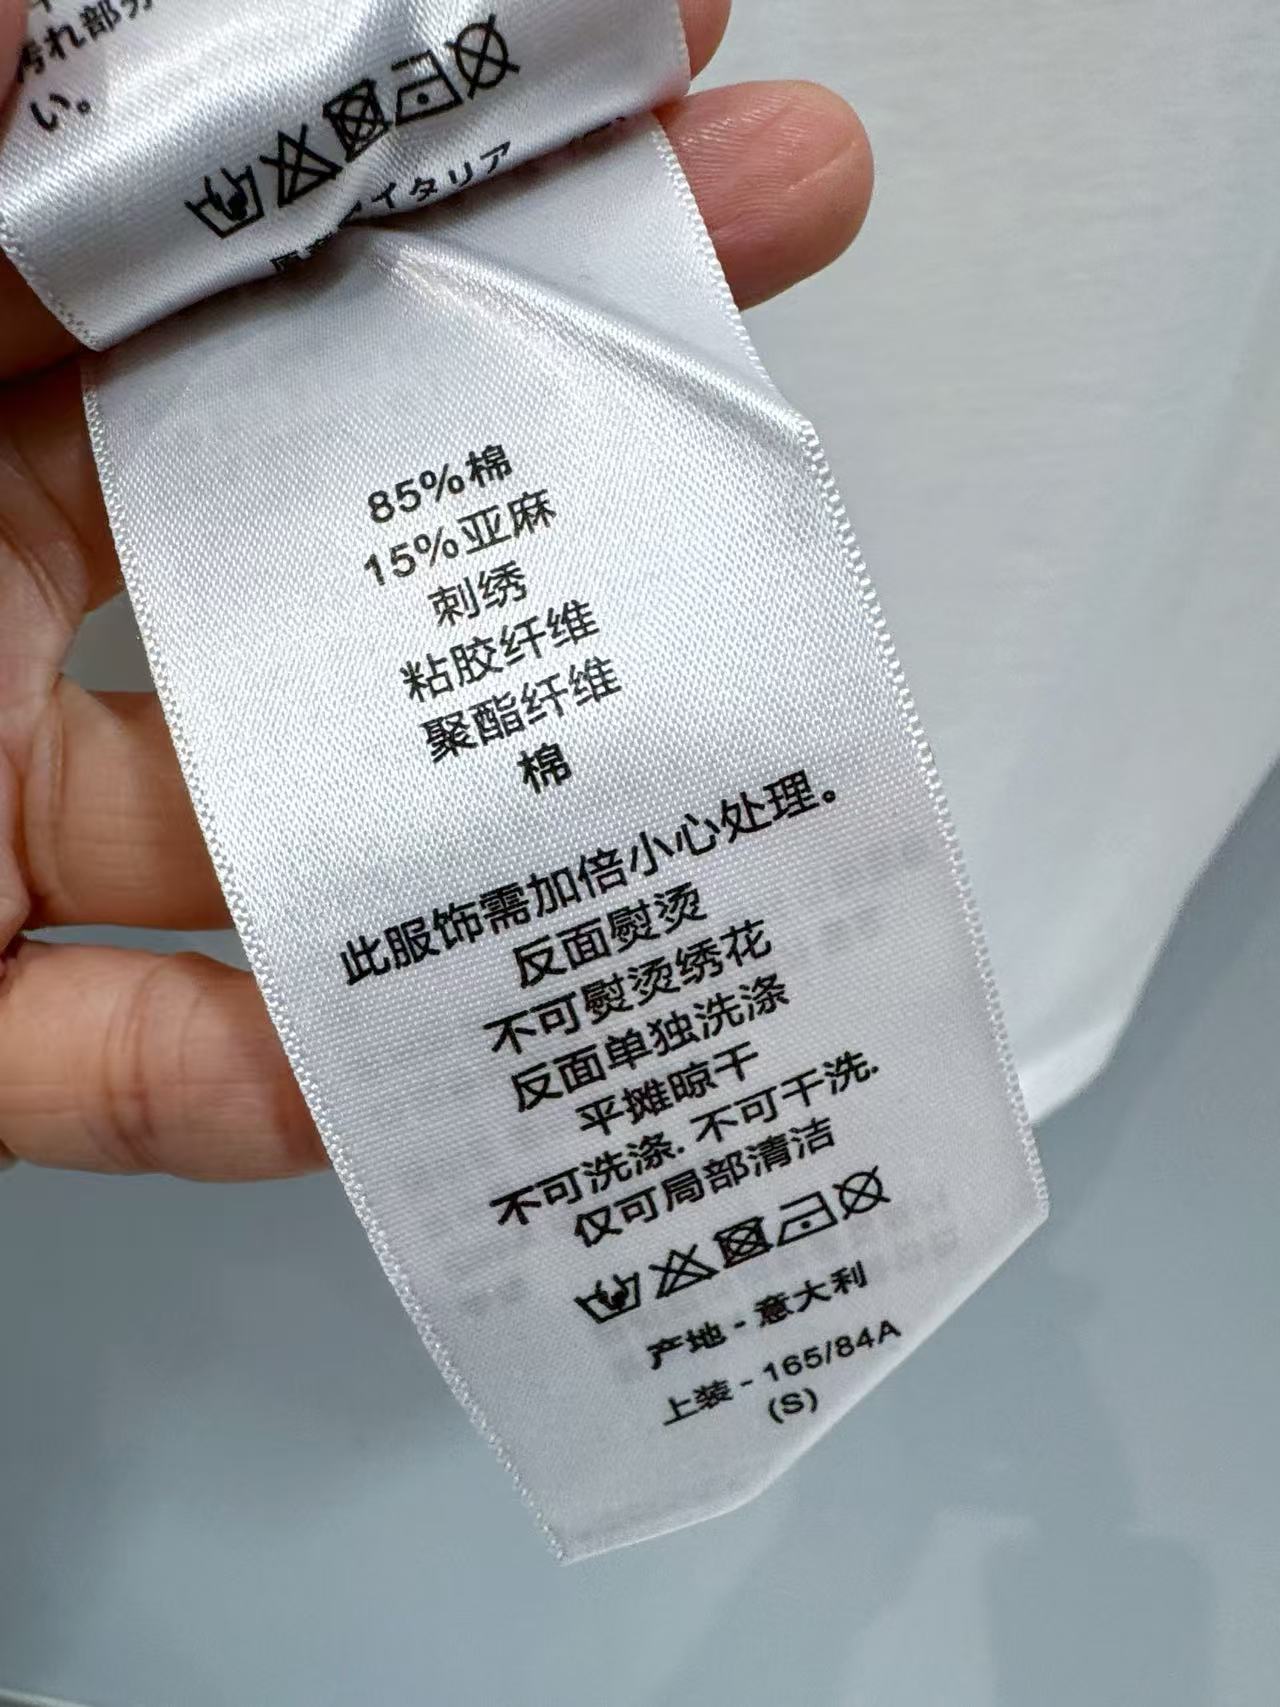 汚れ部分
い。
イタリア
85%棉
15%亚麻
刺绣
粘胶纤维
聚酯纤维
棉
此服饰需加倍小心处理。
反面熨烫
不可熨烫绣花
反面单独洗涤
平摊晾干
不可洗涤. 不可干洗.
仅可局部清洁
产地 - 意大利
上装 - 165/84A
(S)